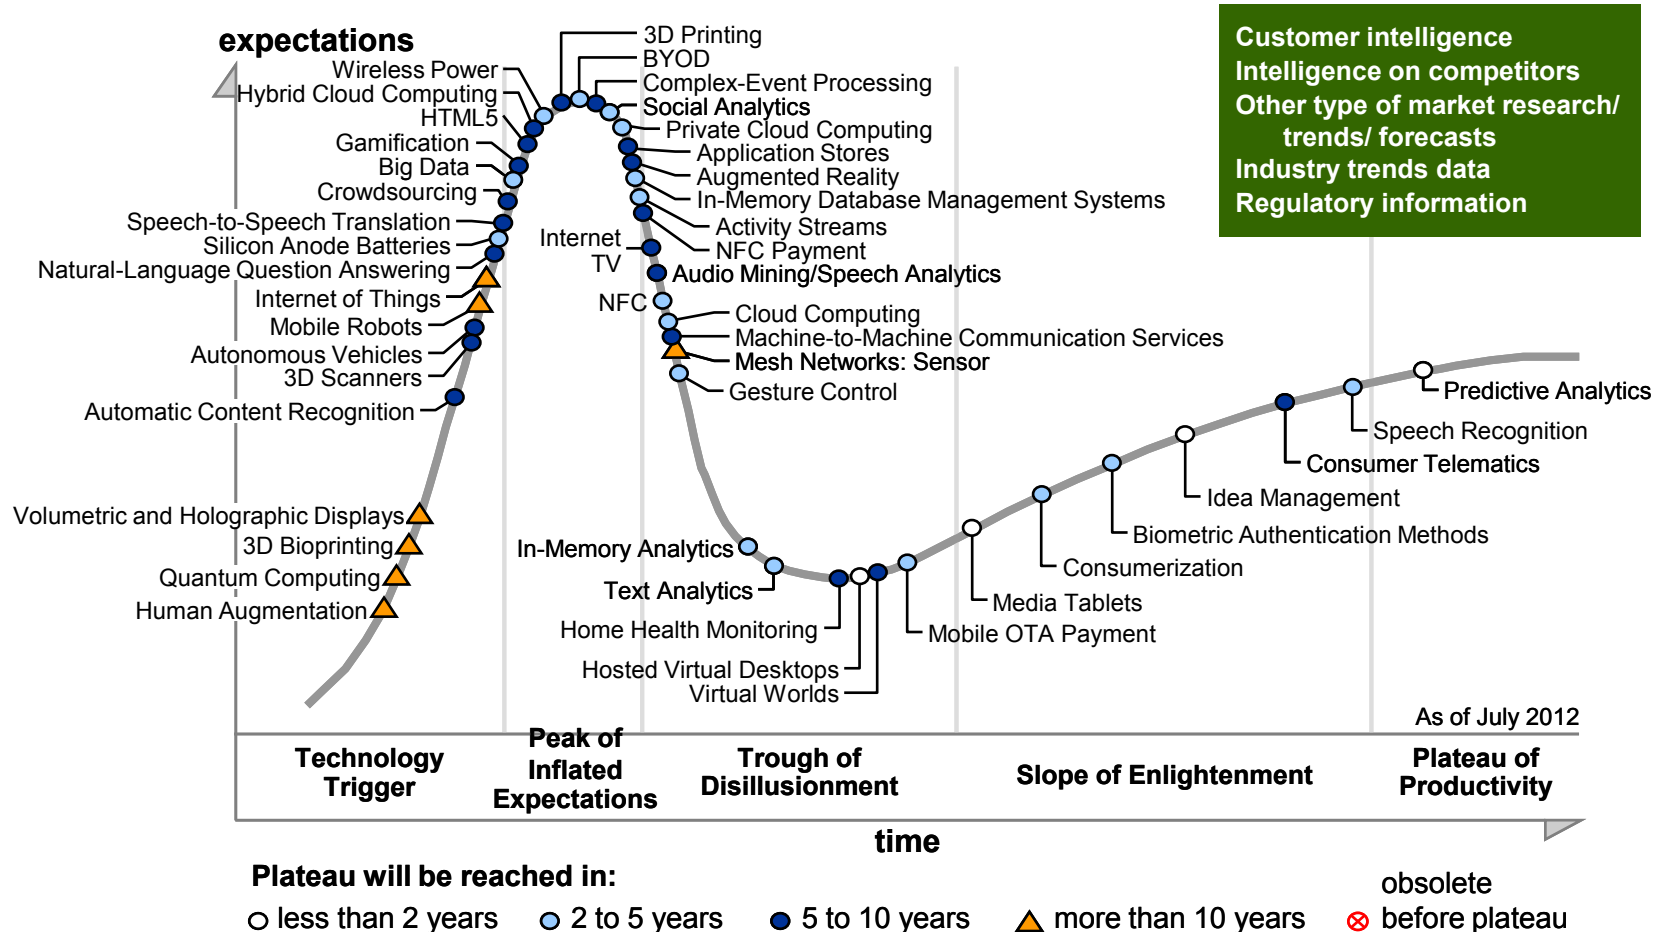 expectations
Customer intelligence
Intelligence on competitors
Other type of market research/
trends/ forecasts
Industry trends data
Regulatory information
Wireless Power
Hybrid Cloud Computing
HTML5
Gamification
Big Data
Crowdsourcing
Speech-to-Speech Translation
Silicon Anode Batteries
Natural-Language Question Answering
Internet of Things
Mobile Robots
Autonomous Vehicles
3D Scanners
Automatic Content Recognition
Volumetric and Holographic Displays
3D Bioprinting
Quantum Computing
Human Augmentation
3D Printing
BYOD
Complex-Event Processing
Social Analytics
Private Cloud Computing
Application Stores
Augmented Reality
In-Memory Database Management Systems
Activity Streams
NFC Payment
Internet
TV
Audio Mining/Speech Analytics
NFC
Cloud Computing
Machine-to-Machine Communication Services
Mesh Networks: Sensor
Gesture Control
In-Memory Analytics
Text Analytics
Home Health Monitoring
Hosted Virtual Desktops
Virtual Worlds
Mobile OTA Payment
Media Tablets
Consumerization
Biometric Authentication Methods
Idea Management
Consumer Telematics
Speech Recognition
Predictive Analytics
As of July 2012
Technology
Trigger
Peak of
Inflated
Expectations
Trough of
Disillusionment
Slope of Enlightenment
Plateau of
Productivity
time
Plateau will be reached in:
less than 2 years
2 to 5 years
5 to 10 years
more than 10 years
obsolete
before plateau